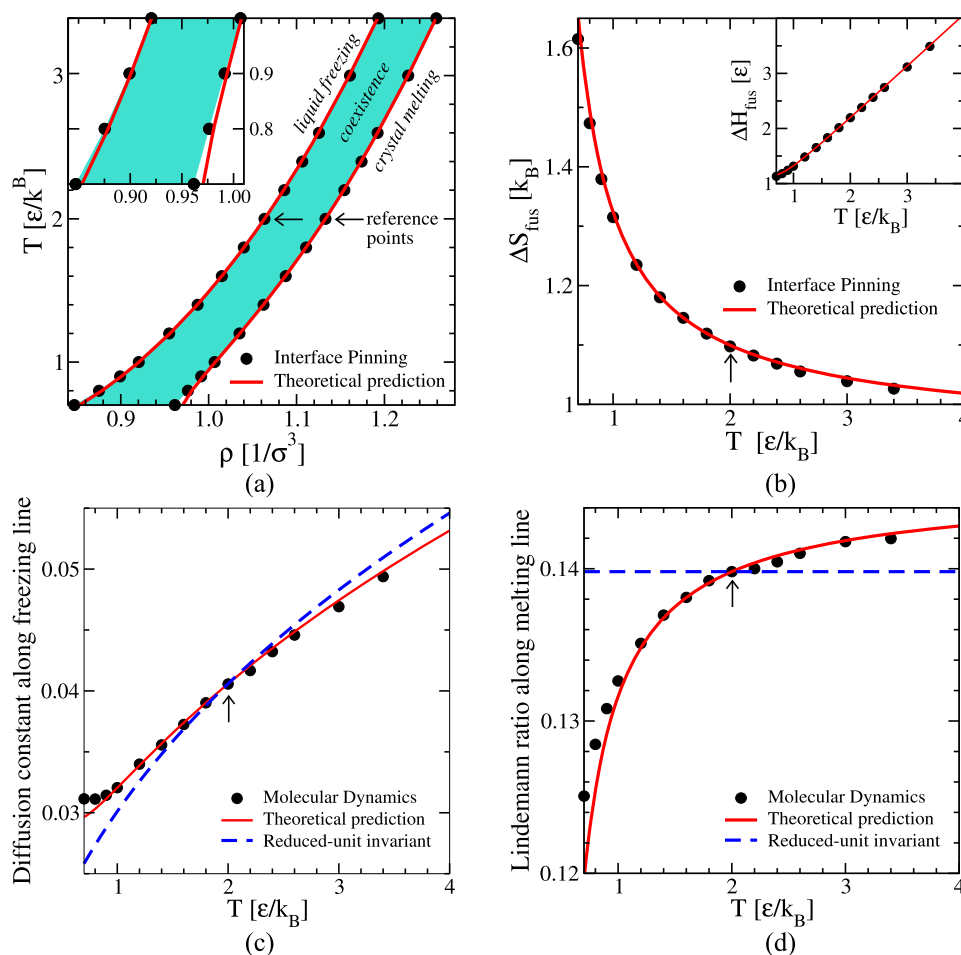 3
2
1
T [ε/k^B]
0.9
0.8
0.90
0.95
1.00
liquid freezing
coexistence
crystal melting
reference
points
Interface Pinning
Theoretical prediction
0.9
1.0
1.1
1.2
ρ [1/σ^3]
(a)
1.6
1.4
1.2
1
ΔS_fus [k_B]
3
2
1
ΔH_fus [ε]
1
2
3
T [ε/k_B]
Interface Pinning
Theoretical prediction
1
2
3
4
T [ε/k_B]
(b)
0.05
0.04
0.03
Diffusion constant along freezing line
Molecular Dynamics
Theoretical prediction
Reduced-unit invariant
1
2
3
4
T [ε/k_B]
(c)
0.14
0.13
0.12
Lindemann ratio along melting line
Molecular Dynamics
Theoretical prediction
Reduced-unit invariant
1
2
3
4
T [ε/k_B]
(d)